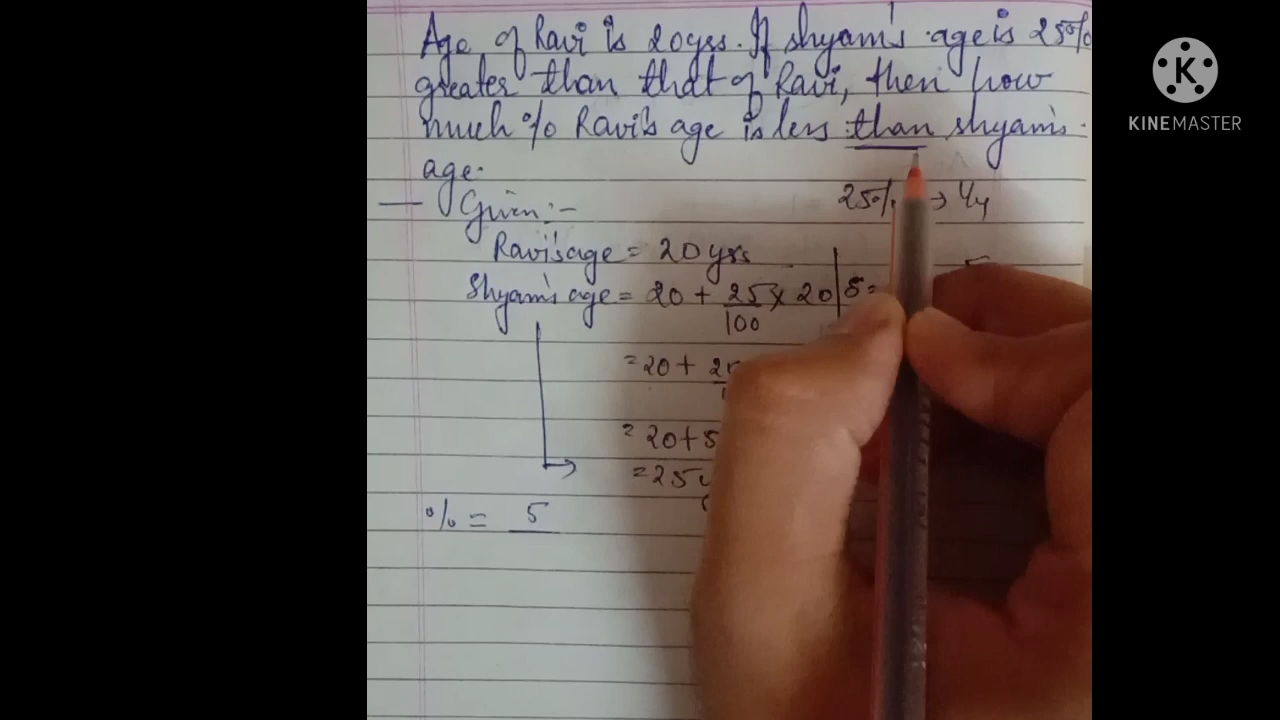 Age of Ravi is 20yrs. If shyam's age is 25%
greater than that of Ravi, then how
much % Ravi's age is less than shyam's
age.
Given:-
25% → 1/4
Ravi's age = 20 yrs
Shyam's age = 20 + 25/100 × 20
5 =
= 20 +
= 20 + 5
= 25
% = 5
K
KINEMASTER